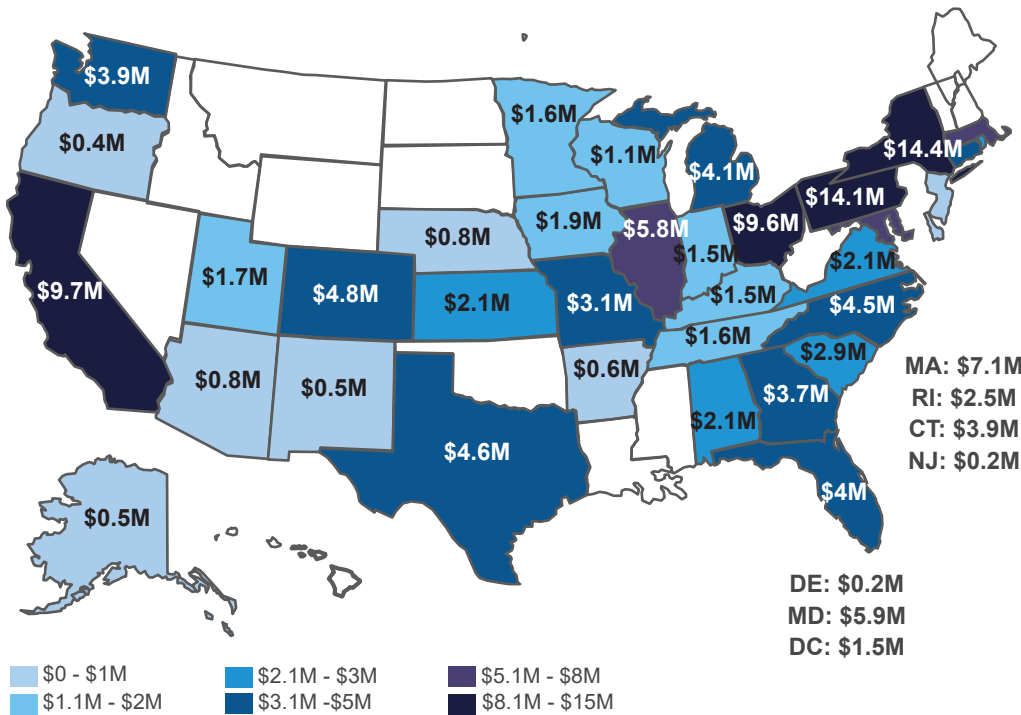 $3.9M
$0.4M
$1.6M
$1.1M
$4.1M
$14.4M
$14.1M
$9.6M
$5.8M
$1.9M
$0.8M
$1.5M
$9.7M
$1.7M
$4.8M
$2.1M
$3.1M
$1.5M
$2.1M
$4.5M
$1.6M
$2.9M
$0.8M
$0.5M
$0.6M
$3.7M
$2.1M
$4.6M
$4M
$0.5M
MA: $7.1M
RI: $2.5M
CT: $3.9M
NJ: $0.2M
DE: $0.2M
MD: $5.9M
DC: $1.5M
$0 - $1M
$2.1M - $3M
$5.1M - $8M
$1.1M - $2M
$3.1M -$5M
$8.1M - $15M